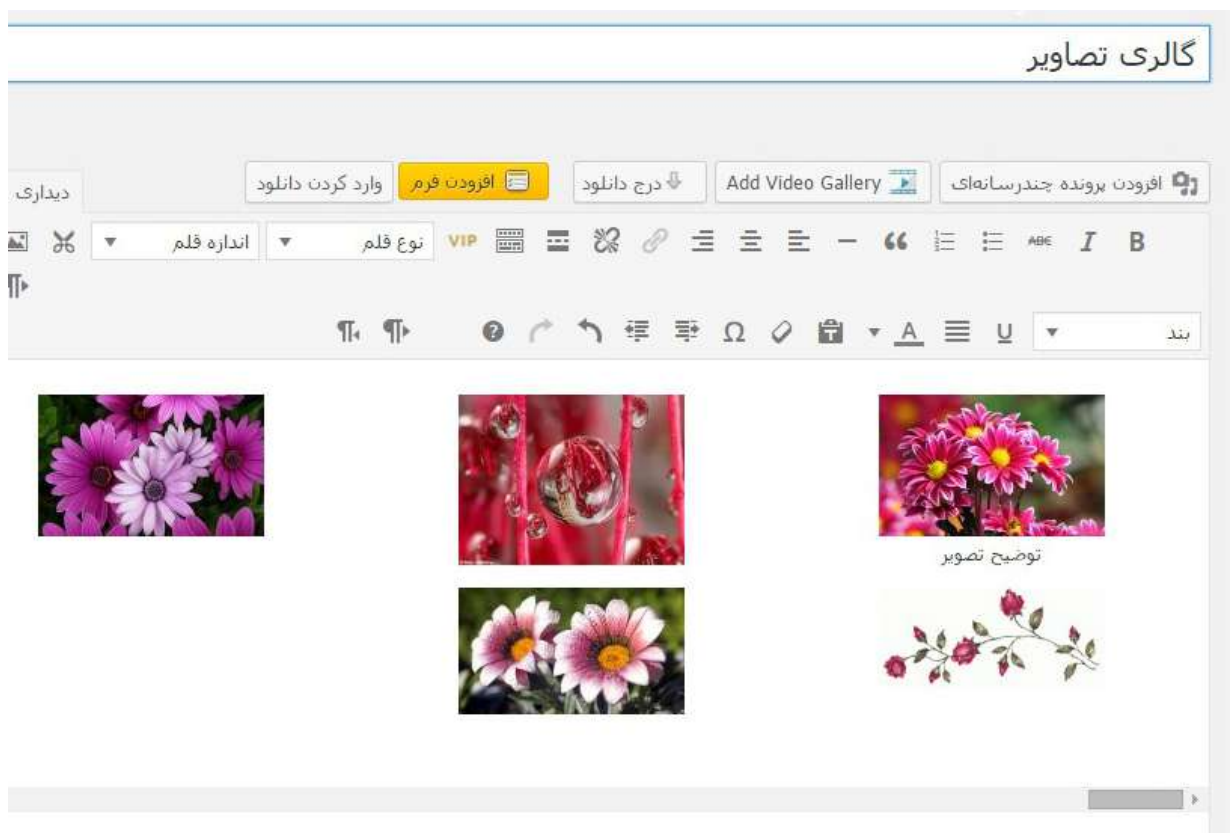 گالری تصاویر
افزودن پرونده چندرسانه‌ای Add Video Gallery درج دانلود افزودن فرم وارد کردن دانلود دیداری
B I ABC “ VIP نوع قلم اندازه قلم
بند U A T Ω ?
توضیح تصویر